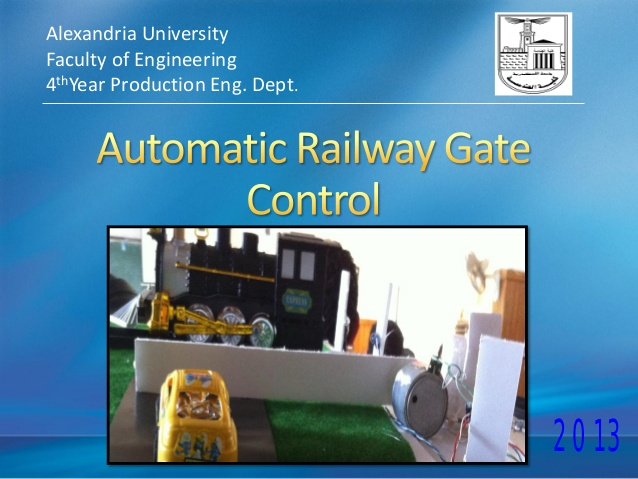 Alexandria University
Faculty of Engineering
4thYear Production Eng. Dept.
Automatic Railway Gate
Control
2013